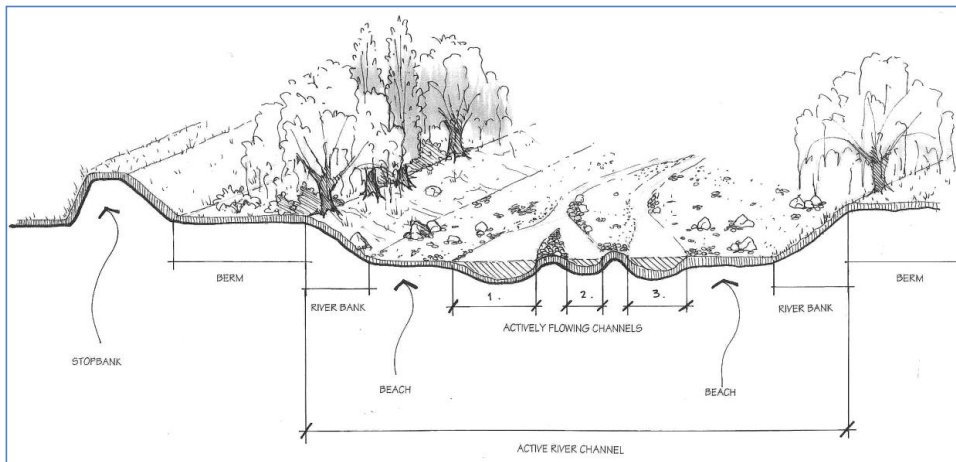 BERM
BERM
RIVER BANK
RIVER BANK
1.
2.
3.
ACTIVELY FLOWING CHANNELS
STOPBANK
BEACH
BEACH
ACTIVE RIVER CHANNEL